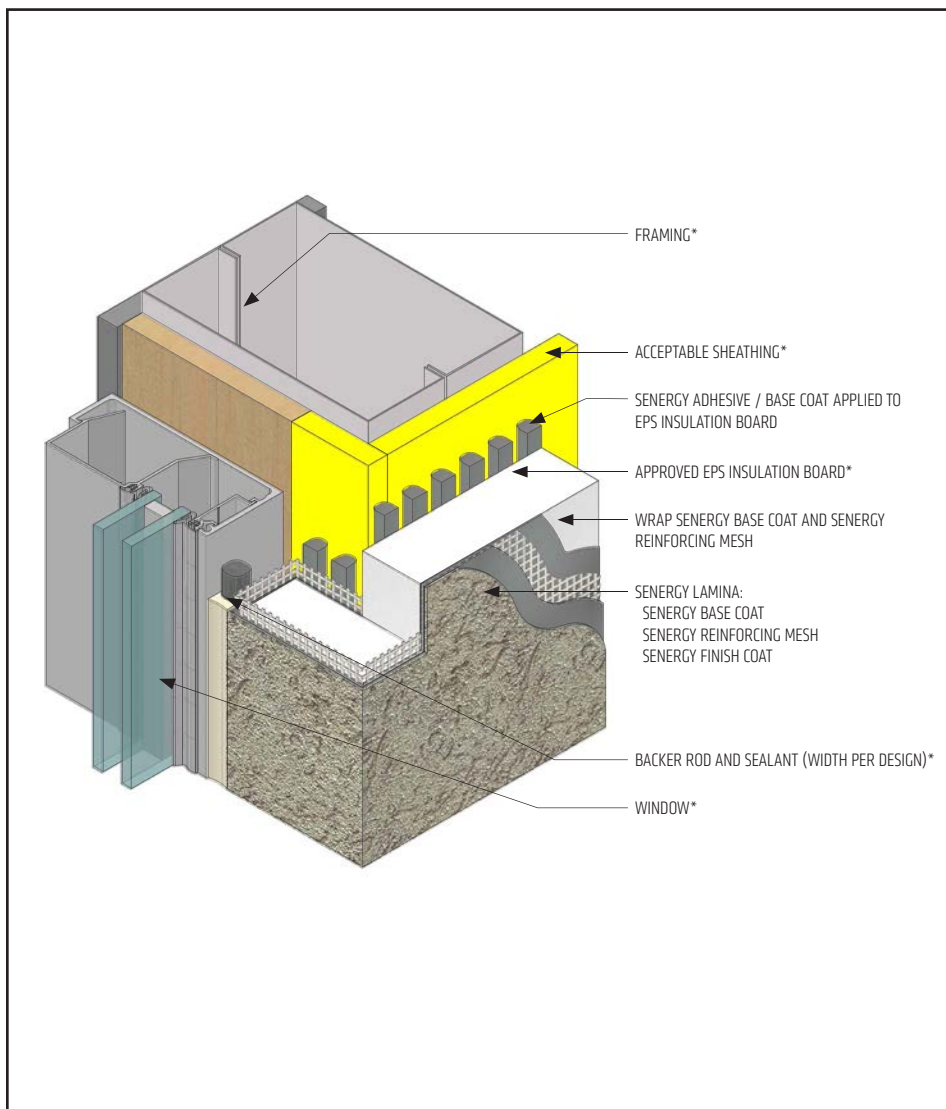 FRAMING*
ACCEPTABLE SHEATHING*
SENERGY ADHESIVE / BASE COAT APPLIED TO
EPS INSULATION BOARD
APPROVED EPS INSULATION BOARD*
WRAP SENERGY BASE COAT AND SENERGY
REINFORCING MESH
SENERGY LAMINA:
SENERGY BASE COAT
SENERGY REINFORCING MESH
SENERGY FINISH COAT
BACKER ROD AND SEALANT (WIDTH PER DESIGN)*
WINDOW*